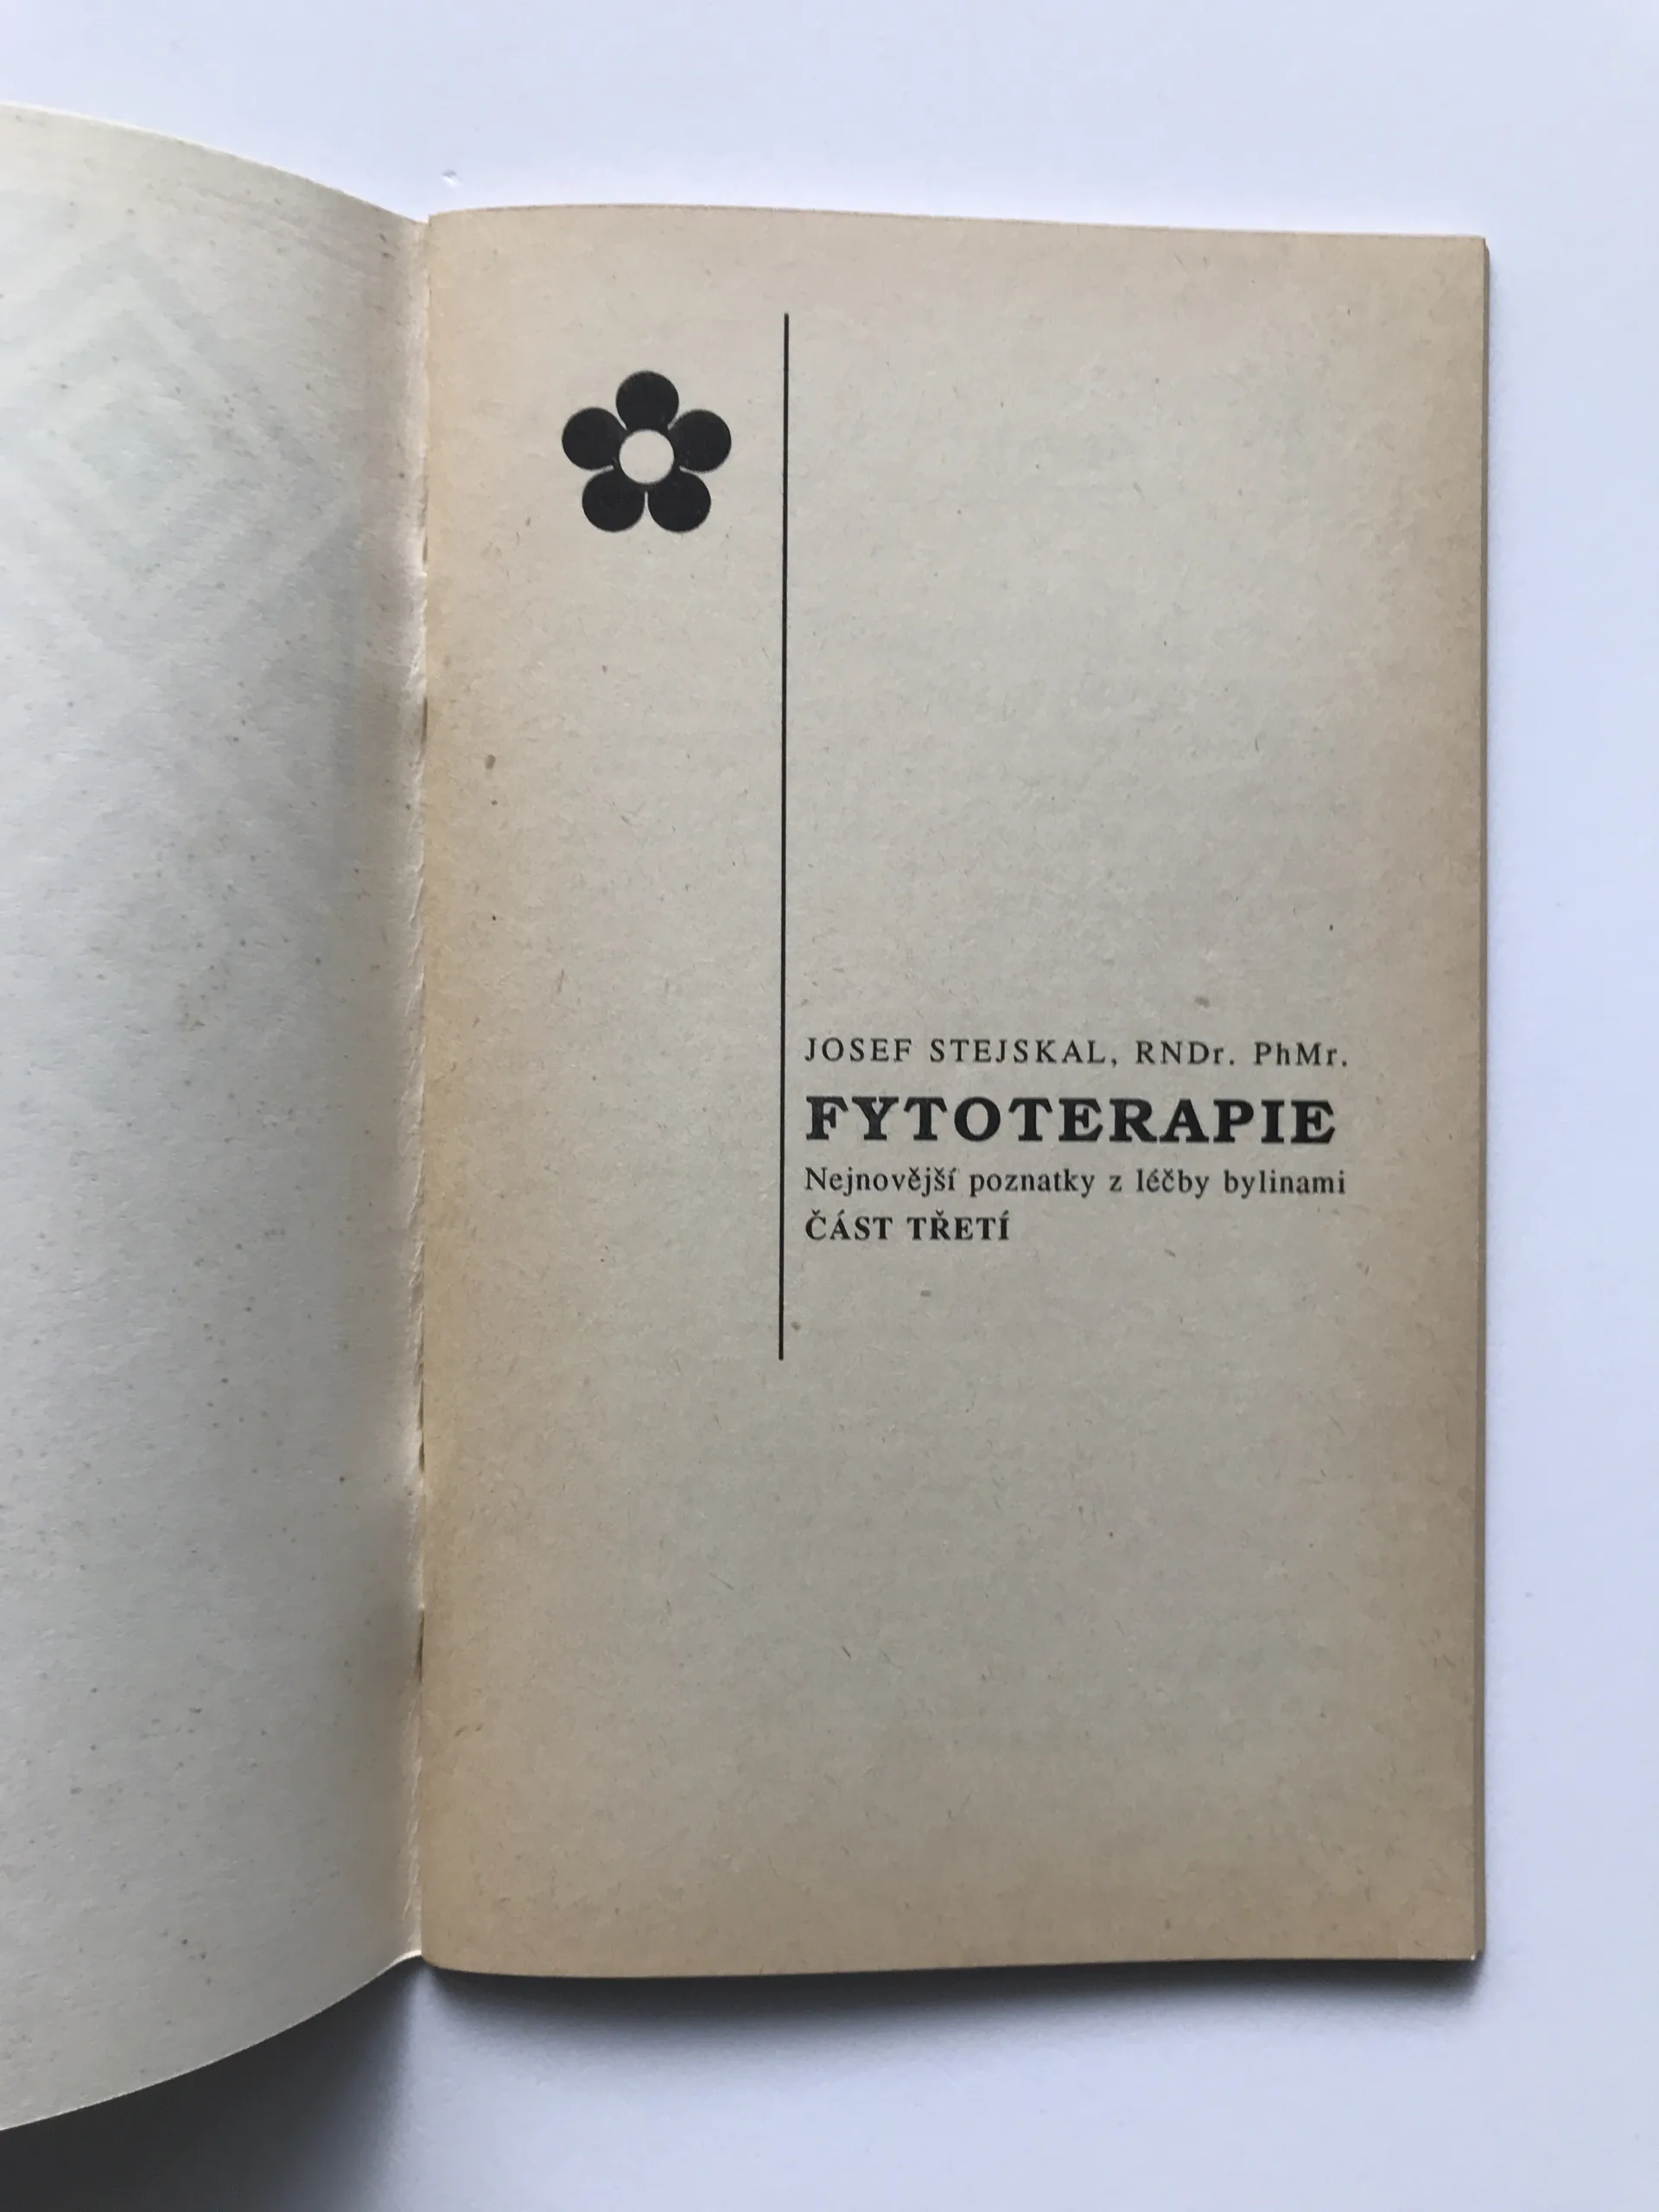 JOSEF STEJSKAL, RNDr. PhMr.
FYTOTERAPIE
Nejnovější poznatky z léčby bylinami
ČÁST TŘETÍ